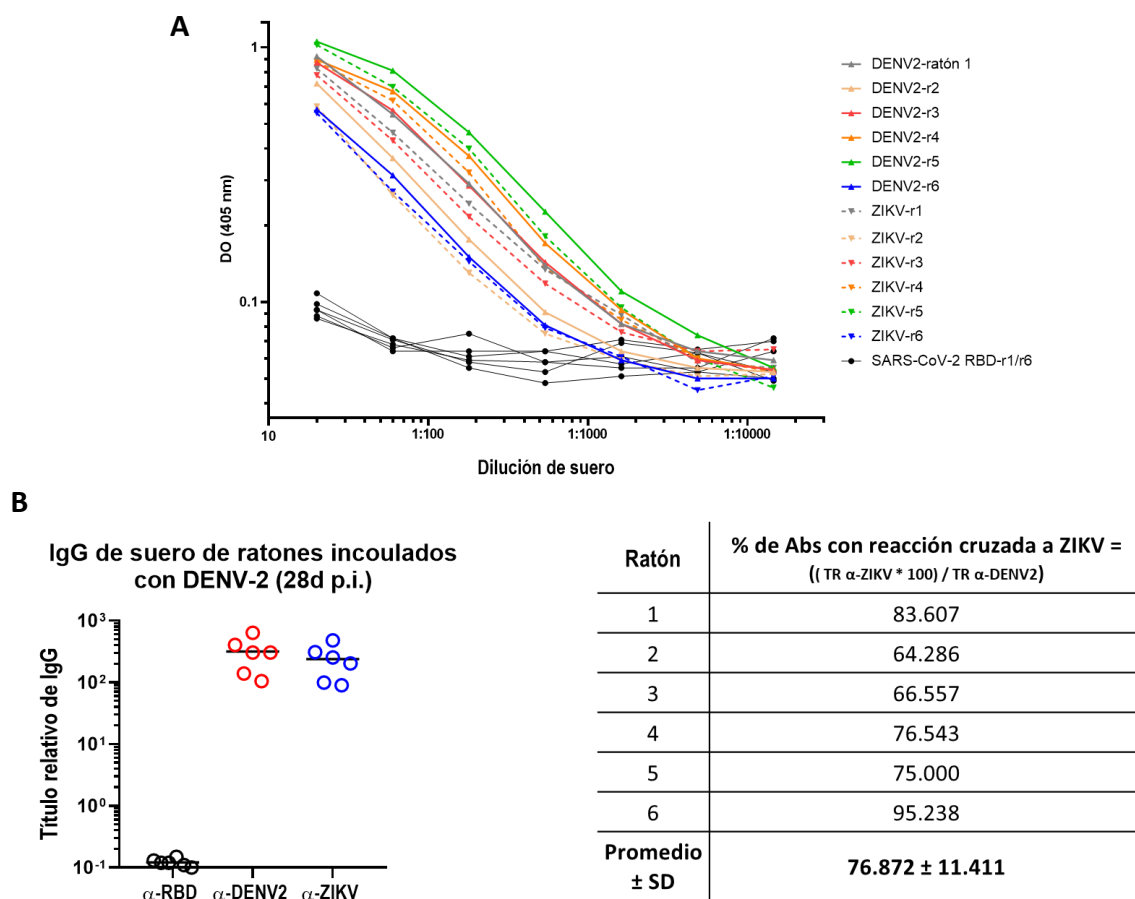 A
1
0.1
DO (405 nm)
10
1:100
1:1000
1:10000
Dilución de suero
DENV2-ratón 1
DENV2-r2
DENV2-r3
DENV2-r4
DENV2-r5
DENV2-r6
ZIKV-r1
ZIKV-r2
ZIKV-r3
ZIKV-r4
ZIKV-r5
ZIKV-r6
SARS-CoV-2 RBD-r1/r6
B
IgG de suero de ratones incoulados
con DENV-2 (28d p.i.)
Título relativo de IgG
10³
10²
10¹
10⁰
10⁻¹
α-RBD α-DENV2 α-ZIKV
Ratón % de Abs con reacción cruzada a ZIKV =
(( TR α-ZIKV * 100) / TR α-DENV2)
1 83.607
2 64.286
3 66.557
4 76.543
5 75.000
6 95.238
Promedio
± SD 76.872 ± 11.411